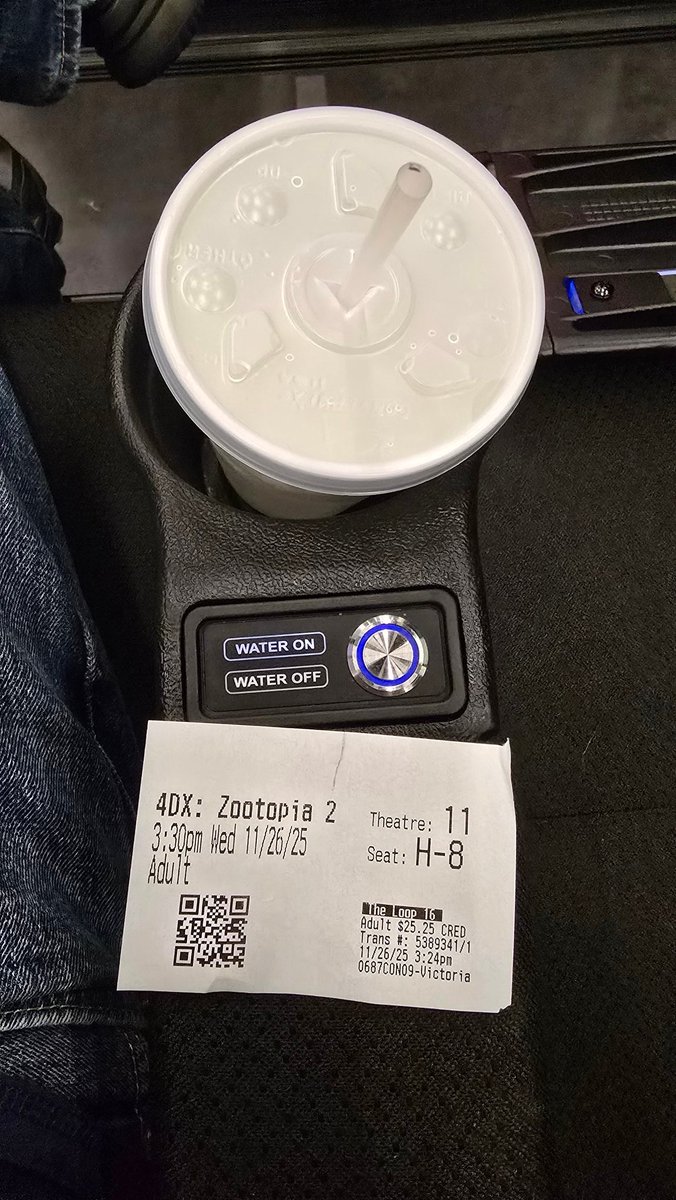 OTHER
WATER ON
WATER OFF
4DX: Zootopia 2
3:30pm Wed 11/26/25
Adult
Theatre: 11
Seat: H-8
The Loop 16
Adult $25.25 CRED
Trans #: 5389341/1
11/26/25 3:24pm
0687CON09-Victoria